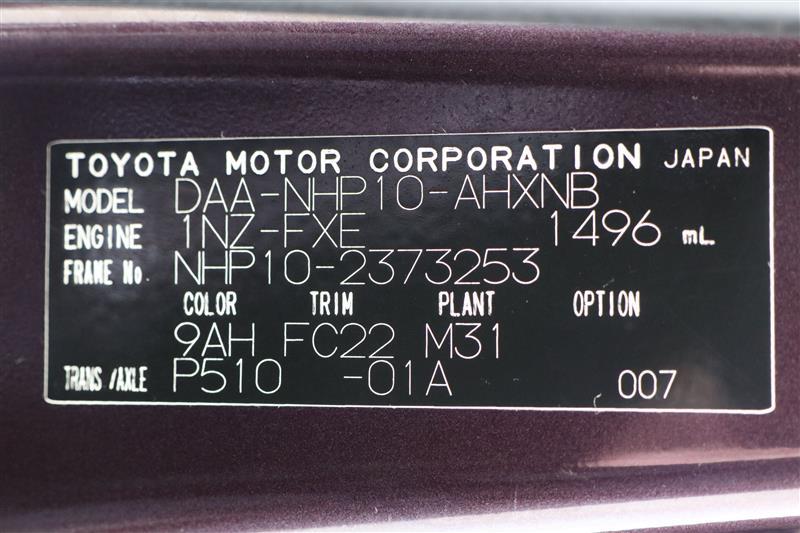 TOYOTA MOTOR CORPORATION JAPAN
MODEL DAA-NHP10-AHXNB
ENGINE 1NZ-FXE 1496 mL
FRAME No. NHP10-2373253
COLOR TRIM PLANT OPTION
9AH FC22 M31
TRANS./AXLE P510 -01A 007